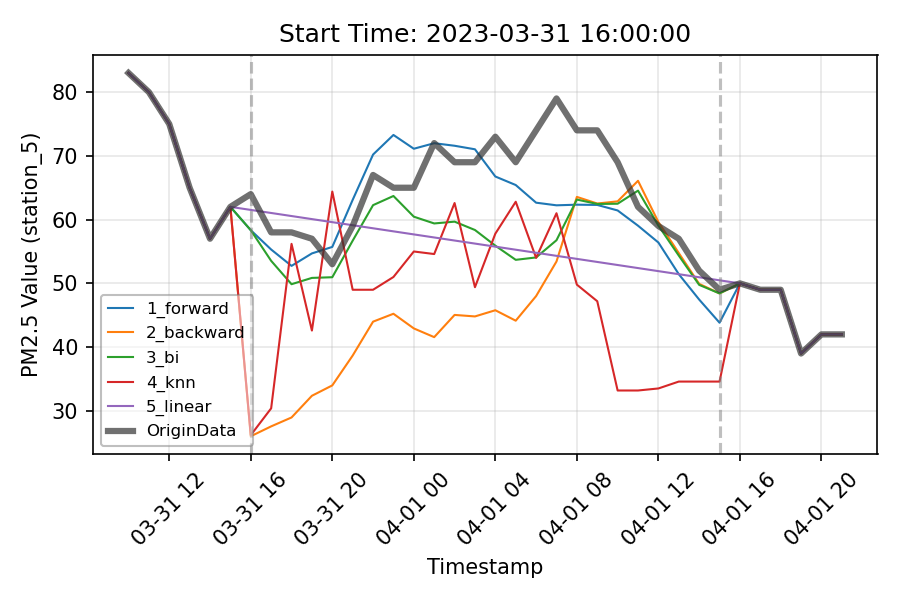 Start Time: 2023-03-31 16:00:00
PM2.5 Value (station_5)
80
70
60
50
40
30
1_forward
2_backward
3_bi
4_knn
5_linear
OriginData
03-31 12
03-31 16
03-31 20
04-01 00
04-01 04
04-01 08
04-01 12
04-01 16
04-01 20
Timestamp